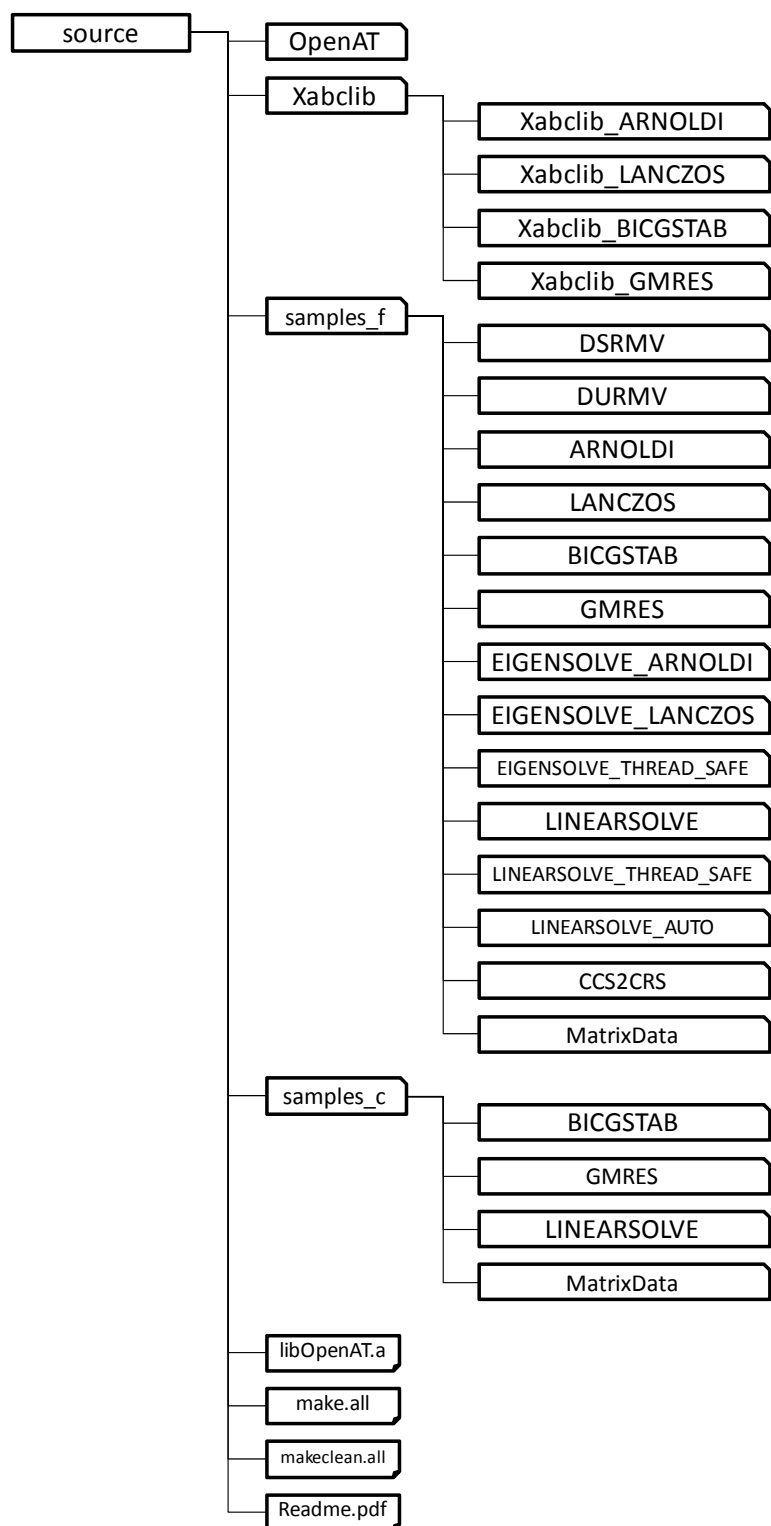 source
OpenAT
Xabclib
Xabclib_ARNOLDI
Xabclib_LANCZOS
Xabclib_BICGSTAB
Xabclib_GMRES
samples_f
DSRMV
DURMV
ARNOLDI
LANCZOS
BICGSTAB
GMRES
EIGENSOLVE_ARNOLDI
EIGENSOLVE_LANCZOS
EIGENSOLVE_THREAD_SAFE
LINEARSOLVE
LINEARSOLVE_THREAD_SAFE
LINEARSOLVE_AUTO
CCS2CRS
MatrixData
samples_c
BICGSTAB
GMRES
LINEARSOLVE
MatrixData
libOpenAT.a
make.all
makeclean.all
Readme.pdf